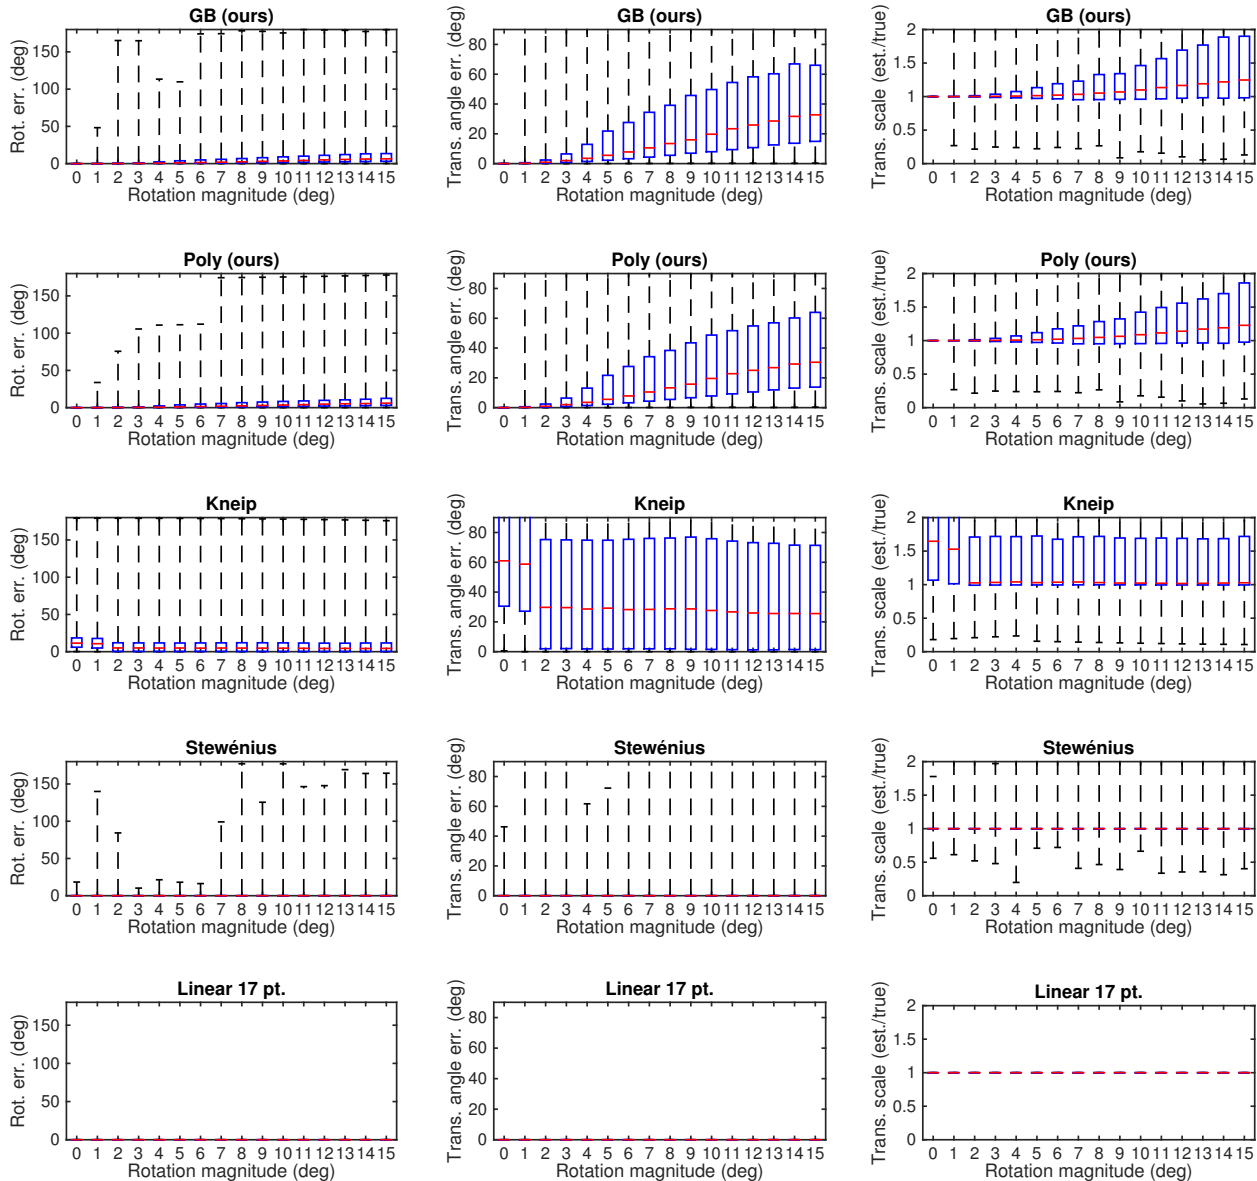 GB (ours)
Rot. err. (deg)
150
100
50
0
0 1 2 3 4 5 6 7 8 9 10 11 12 13 14 15
Rotation magnitude (deg)
GB (ours)
Trans. angle err. (deg)
80
60
40
20
0
0 1 2 3 4 5 6 7 8 9 10 11 12 13 14 15
Rotation magnitude (deg)
GB (ours)
Trans. scale (est./true)
2
1.5
1
0.5
0
0 1 2 3 4 5 6 7 8 9 10 11 12 13 14 15
Rotation magnitude (deg)
Poly (ours)
Rot. err. (deg)
150
100
50
0
0 1 2 3 4 5 6 7 8 9 10 11 12 13 14 15
Rotation magnitude (deg)
Poly (ours)
Trans. angle err. (deg)
80
60
40
20
0
0 1 2 3 4 5 6 7 8 9 10 11 12 13 14 15
Rotation magnitude (deg)
Poly (ours)
Trans. scale (est./true)
2
1.5
1
0.5
0
0 1 2 3 4 5 6 7 8 9 10 11 12 13 14 15
Rotation magnitude (deg)
Kneip
Rot. err. (deg)
150
100
50
0
0 1 2 3 4 5 6 7 8 9 10 11 12 13 14 15
Rotation magnitude (deg)
Kneip
Trans. angle err. (deg)
80
60
40
20
0
0 1 2 3 4 5 6 7 8 9 10 11 12 13 14 15
Rotation magnitude (deg)
Kneip
Trans. scale (est./true)
2
1.5
1
0.5
0
0 1 2 3 4 5 6 7 8 9 10 11 12 13 14 15
Rotation magnitude (deg)
Stewénius
Rot. err. (deg)
150
100
50
0
0 1 2 3 4 5 6 7 8 9 10 11 12 13 14 15
Rotation magnitude (deg)
Stewénius
Trans. angle err. (deg)
80
60
40
20
0
0 1 2 3 4 5 6 7 8 9 10 11 12 13 14 15
Rotation magnitude (deg)
Stewénius
Trans. scale (est./true)
2
1.5
1
0.5
0
0 1 2 3 4 5 6 7 8 9 10 11 12 13 14 15
Rotation magnitude (deg)
Linear 17 pt.
Rot. err. (deg)
150
100
50
0
0 1 2 3 4 5 6 7 8 9 10 11 12 13 14 15
Rotation magnitude (deg)
Linear 17 pt.
Trans. angle err. (deg)
80
60
40
20
0
0 1 2 3 4 5 6 7 8 9 10 11 12 13 14 15
Rotation magnitude (deg)
Linear 17 pt.
Trans. scale (est./true)
2
1.5
1
0.5
0
0 1 2 3 4 5 6 7 8 9 10 11 12 13 14 15
Rotation magnitude (deg)